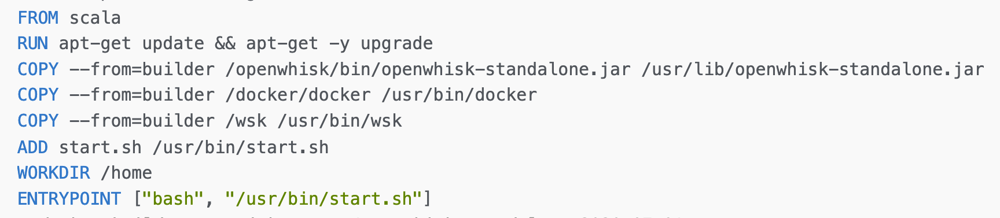 FROM scala
RUN apt-get update && apt-get -y upgrade
COPY --from=builder /openwhisk/bin/openwhisk-standalone.jar /usr/lib/openwhisk-standalone.jar
COPY --from=builder /docker/docker /usr/bin/docker
COPY --from=builder /wsk /usr/bin/wsk
ADD start.sh /usr/bin/start.sh
WORKDIR /home
ENTRYPOINT ["bash", "/usr/bin/start.sh"]